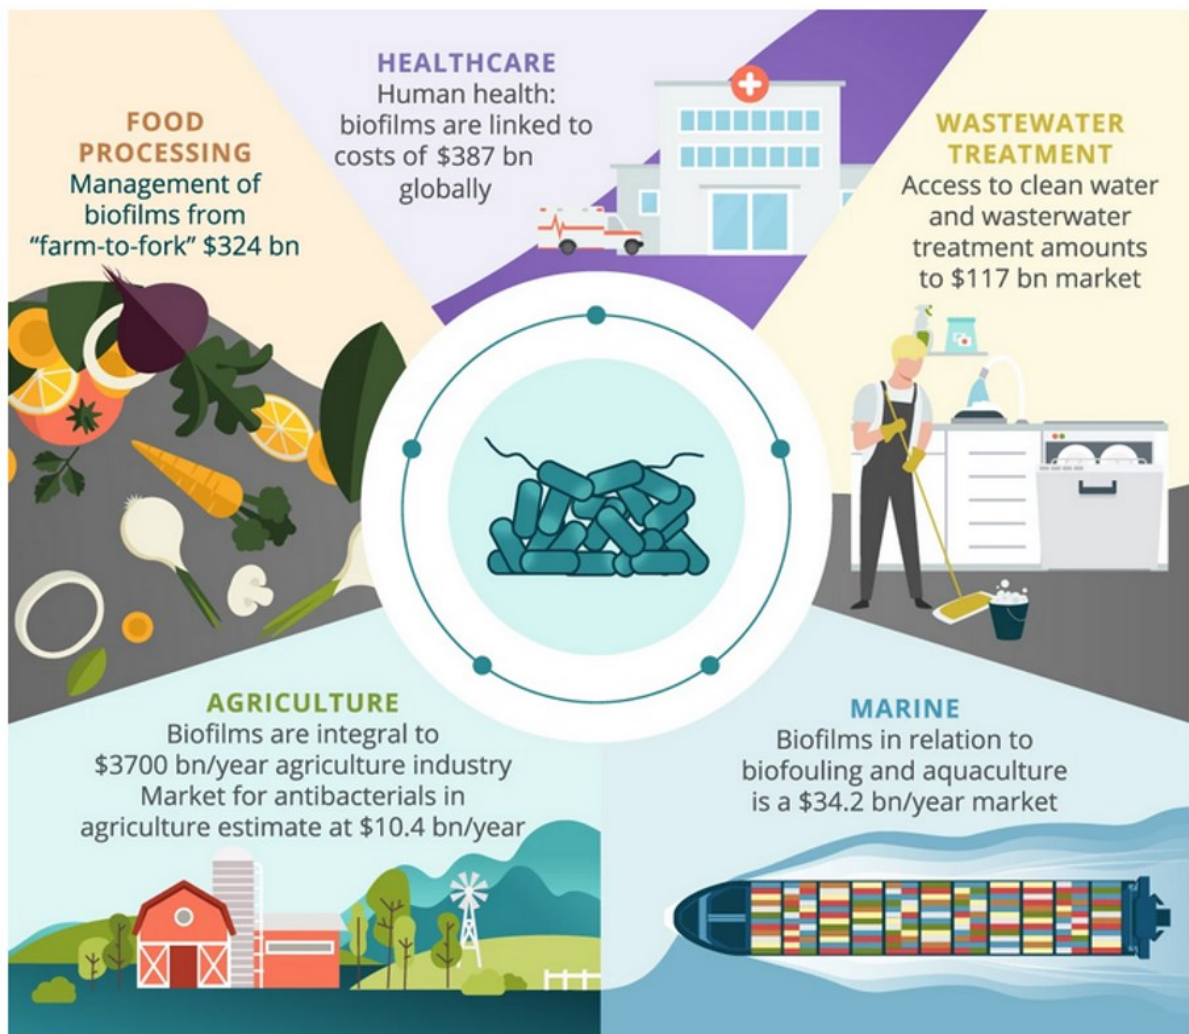 HEALTHCARE
Human health:
biofilms are linked to
costs of $387 bn
globally
FOOD
PROCESSING
Management of
biofilms from
“farm-to-fork” $324 bn
WASTEWATER
TREATMENT
Access to clean water
and wasterwater
treatment amounts
to $117 bn market
AGRICULTURE
Biofilms are integral to
$3700 bn/year agriculture industry
Market for antibacterials in
agriculture estimate at $10.4 bn/year
MARINE
Biofilms in relation to
biofouling and aquaculture
is a $34.2 bn/year market